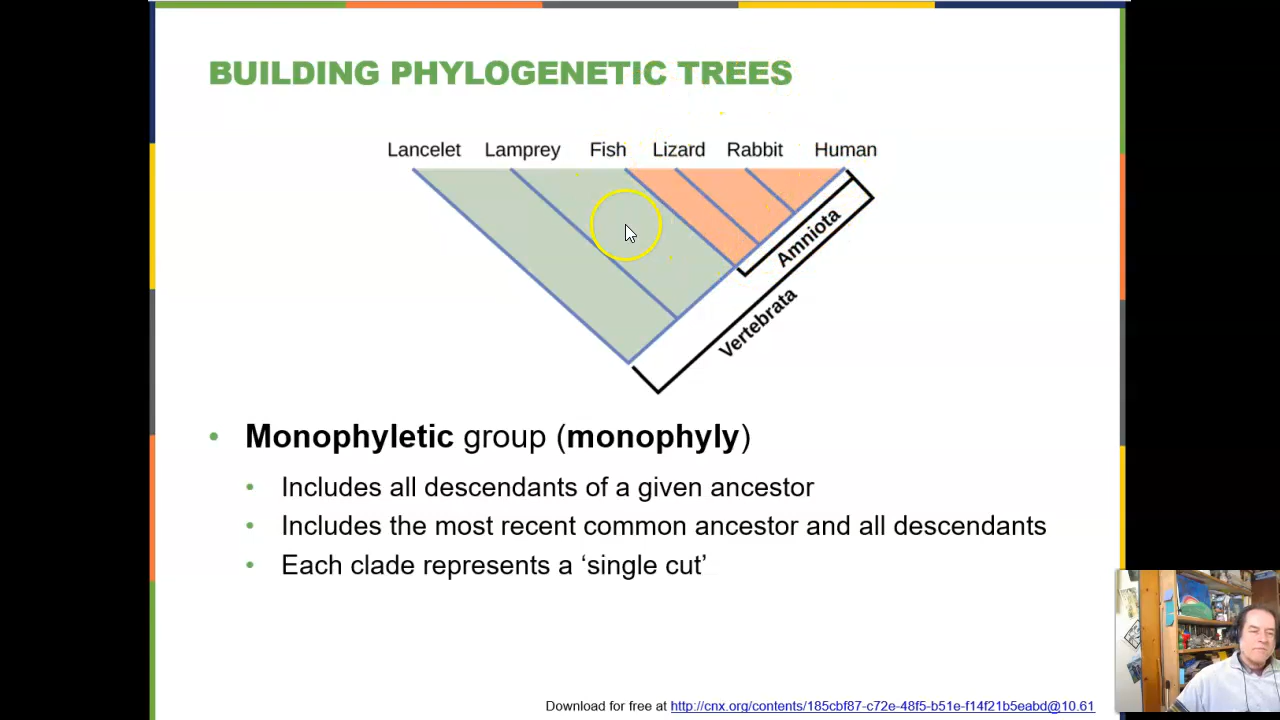 BUILDING PHYLOGENETIC TREES
Lancelet Lamprey Fish Lizard Rabbit Human
Amniota
Vertebrata
• Monophyletic group (monophyly)
• Includes all descendants of a given ancestor
• Includes the most recent common ancestor and all descendants
• Each clade represents a ‘single cut’
Download for free at http://cnx.org/contents/185cbf87-c72e-48f5-b51e-f14f21b5eabd@10.61